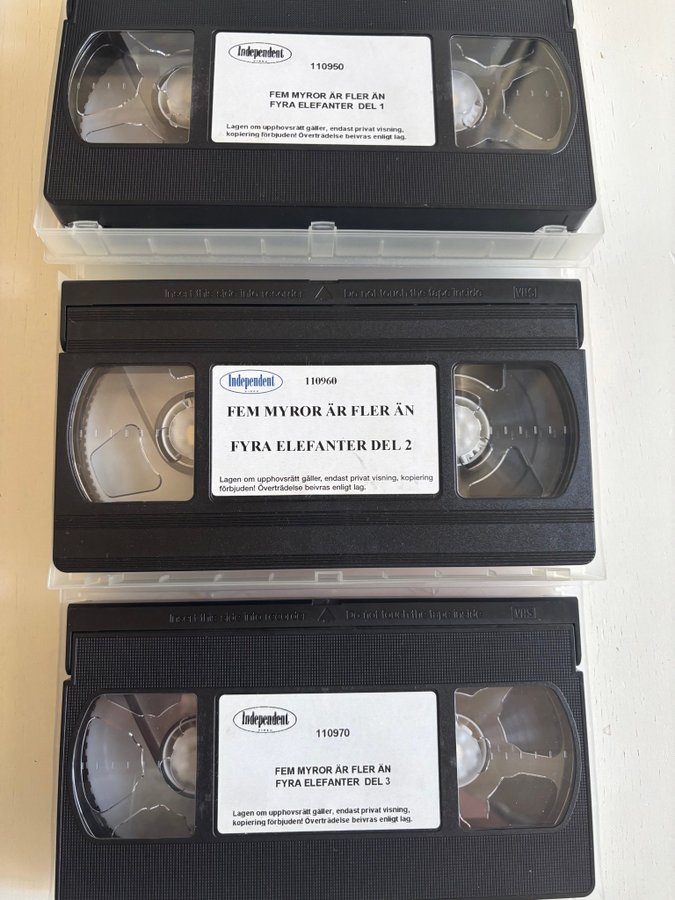 Independent
VIDEO
110950
FEM MYROR ÄR FLER ÄN
FYRA ELEFANTER DEL 1
Lagen om upphovsrätt gäller, endast privat visning,
kopiering förbjuden! Överträdelse beivras enligt lag.
Insert this side into recorder Do not touch the tape inside VHS
Independent 110960
VIDEO
FEM MYROR ÄR FLER ÄN
FYRA ELEFANTER DEL 2
Lagen om upphovsrätt gäller, endast privat visning, kopiering
förbjuden! Överträdelse beivras enligt lag.
Insert this side into recorder Do not touch the tape inside VHS
Independent
VIDEO
110970
FEM MYROR ÄR FLER ÄN
FYRA ELEFANTER DEL 3
Lagen om upphovsrätt gäller, endast privat visning,
kopiering förbjuden! Överträdelse beivras enligt lag.